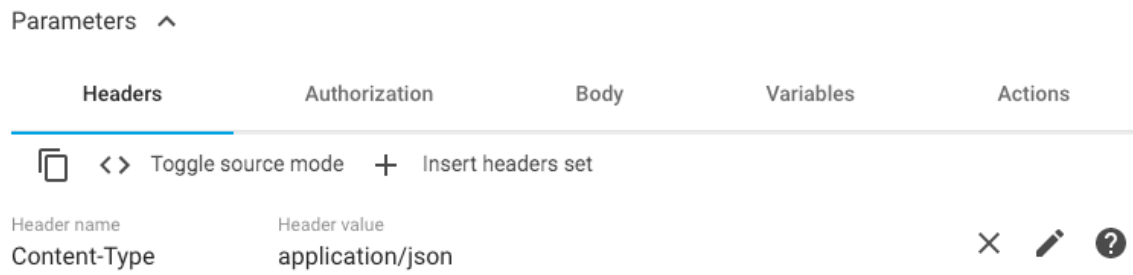 Parameters
Headers Authorization Body Variables Actions
Toggle source mode Insert headers set
Header name Header value
Content-Type application/json